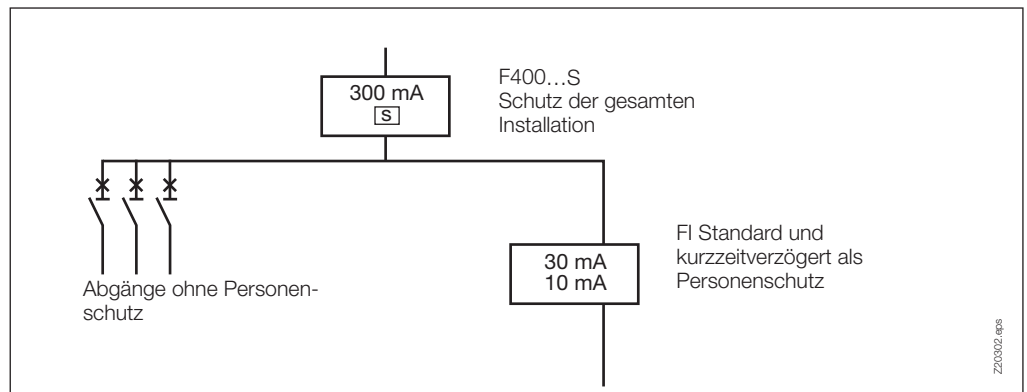 300 mA
S
F400...S
Schutz der gesamten
Installation
Abgänge ohne Personen-
schutz
30 mA
10 mA
FI Standard und
kurzzeitverzögert als
Personenschutz
Z20302.eps